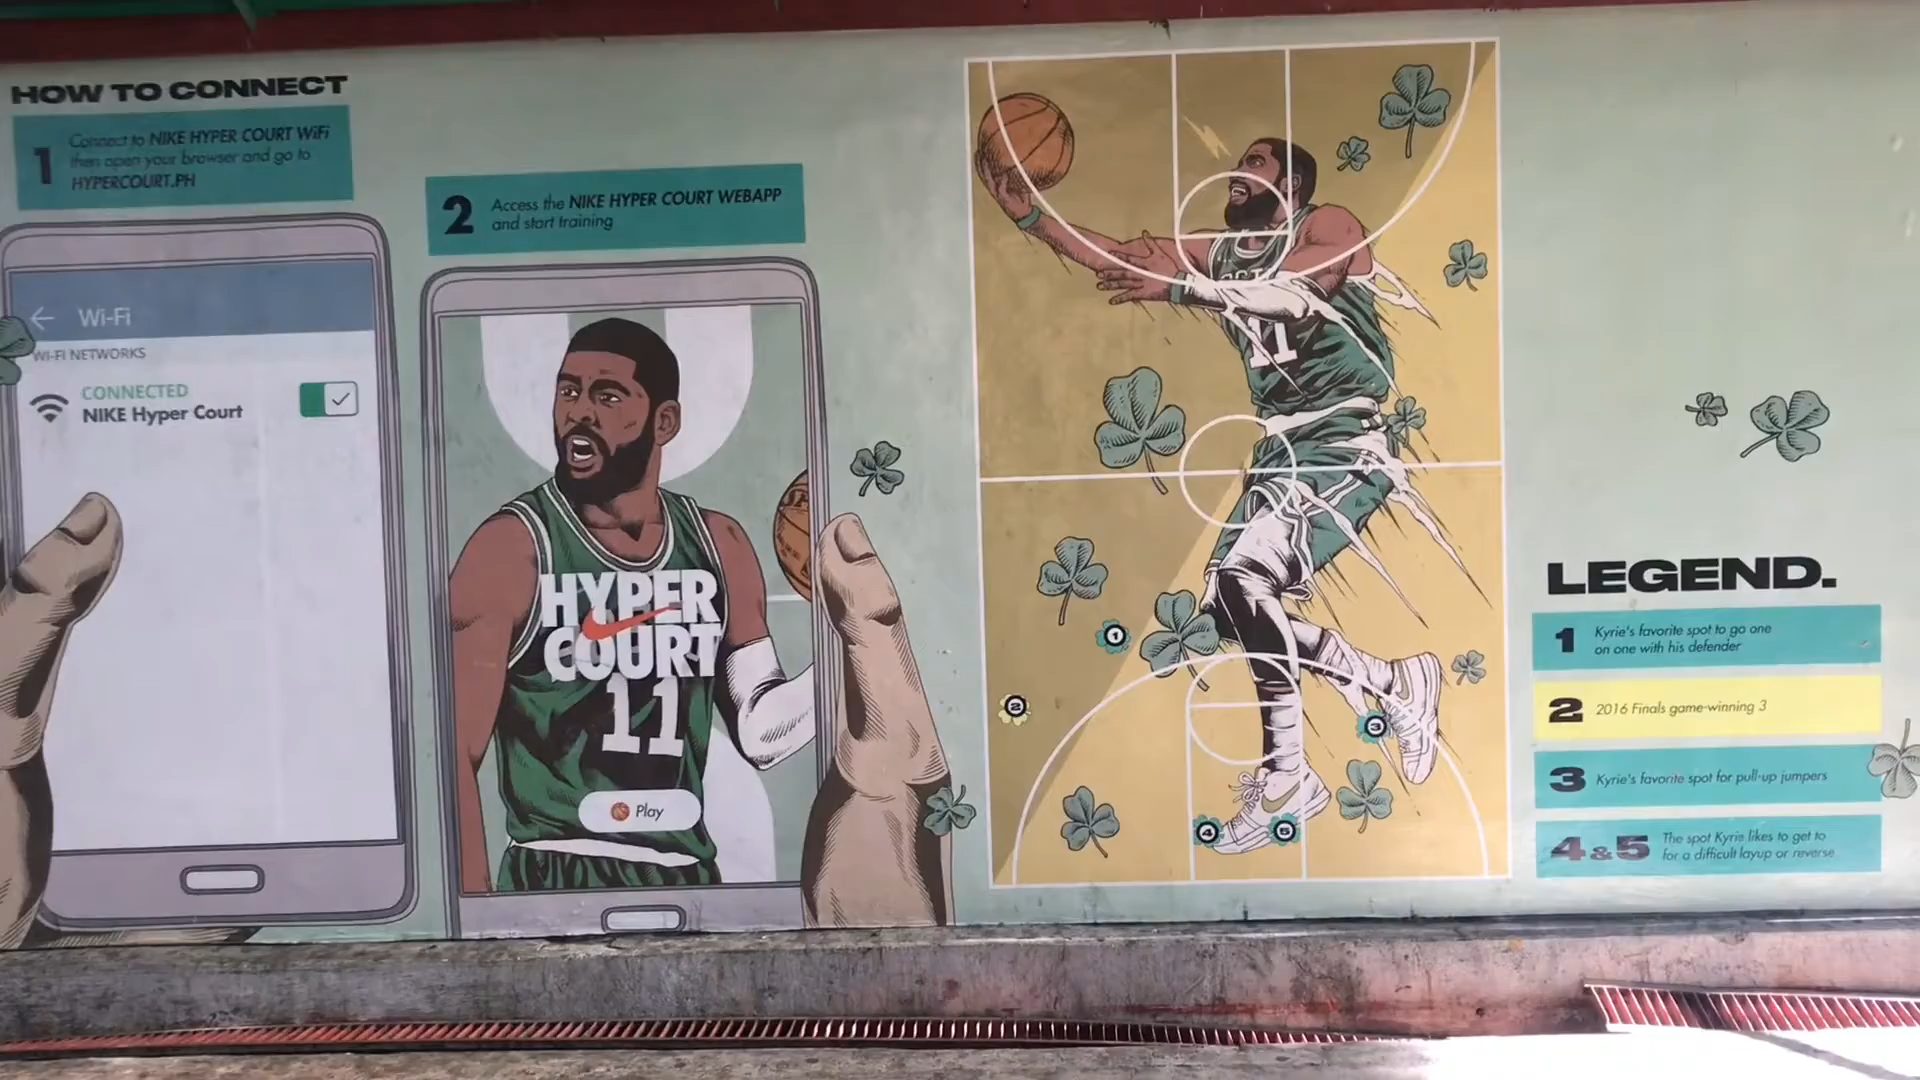 HOW TO CONNECT
1
Connect to NIKE HYPER COURT WiFi
then open your browser and go to
HYPERCOURT.PH
2
Access the NIKE HYPER COURT WEBAPP
and start training
Wi-Fi
WI-FI NETWORKS
CONNECTED
NIKE Hyper Court
HYPER
COURT
11
Play
11
1
2
3
4
5
LEGEND.
1
Kyrie's favorite spot to go one
on one with his defender
2
2016 Finals game-winning 3
3
Kyrie's favorite spot for pull-up jumpers
4&5
The spot Kyrie likes to get to
for a difficult layup or reverse